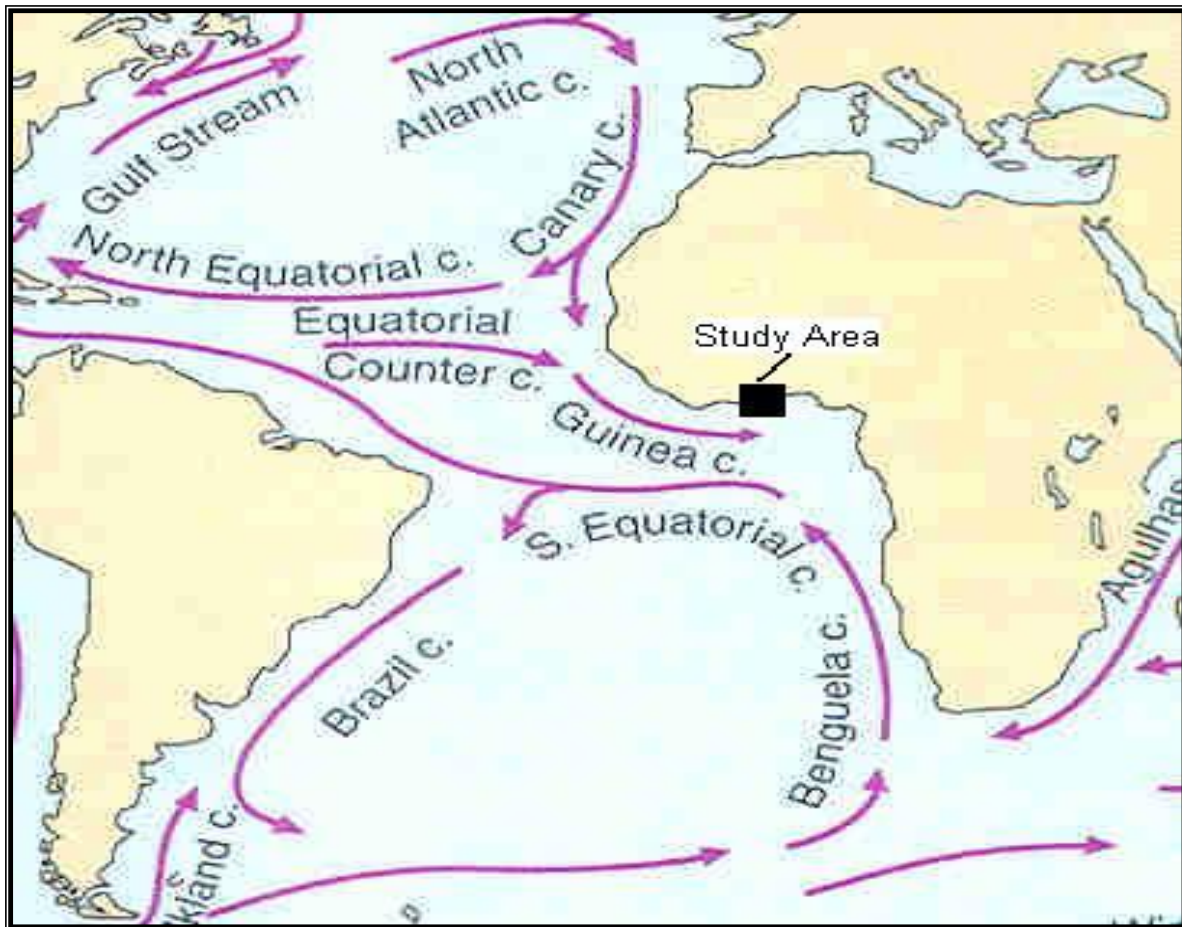 North
Atlantic c.
Gulf Stream
Canary c.
North Equatorial c.
Equatorial
Counter c.
Study Area
Guinea c.
S. Equatorial c.
Agulhas
Brazil c.
Benguela c.
kland c.